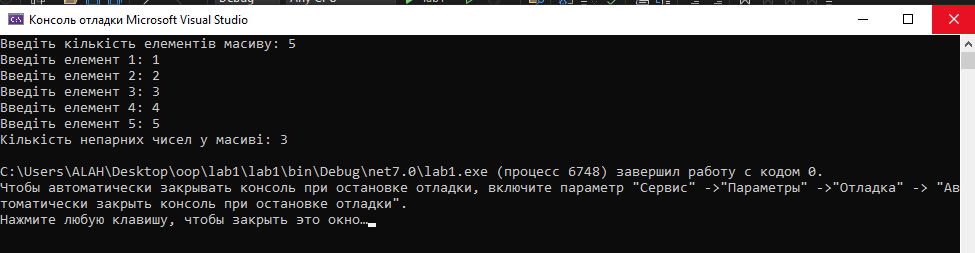 Консоль отладки Microsoft Visual Studio
Введіть кількість елементів масиву: 5
Введіть елемент 1: 1
Введіть елемент 2: 2
Введіть елемент 3: 3
Введіть елемент 4: 4
Введіть елемент 5: 5
Кількість непарних чисел у масиві: 3
C:\Users\ALAH\Desktop\oop\lab1\lab1\bin\Debug\net7.0\lab1.exe (процесс 6748) завершил работу с кодом 0.
Чтобы автоматически закрывать консоль при остановке отладки, включите параметр "Сервис" ->"Параметры" ->"Отладка" -> "Ав
томатически закрыть консоль при остановке отладки".
Нажмите любую клавишу, чтобы закрыть это окно…